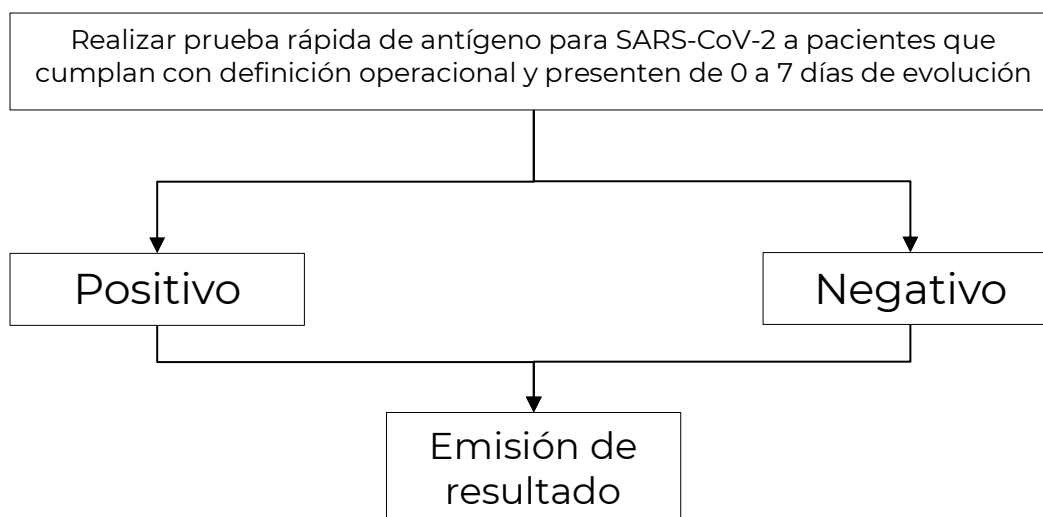 Realizar prueba rápida de antígeno para SARS-CoV-2 a pacientes que
cumplan con definición operacional y presenten de 0 a 7 días de evolución
Positivo
Negativo
Emisión de
resultado